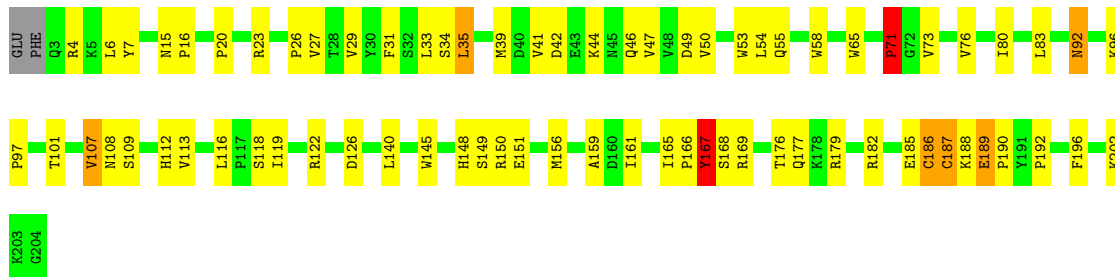 GLU PHE Q3 R4 K5 L6 Y7 N15 P16 P20 R23 P26 V27 T28 V29 Y30 F31 S32 L33 S34 L35 M39 D40 V41 D42 E43 K44 N45 Q46 V47 V48 D49 V50 W53 L54 Q55 W58 W65 P71 G72 V73 V76 I80 L83 N92 K96
P97 T101 V107 N108 S109 H112 V113 L116 P117 S118 I119 R122 D126 L140 W145 H148 S149 R150 E151 M156 A159 D160 I161 I165 P166 Y167 S168 R169 T176 Q177 K178 R179 R182 E185 C186 C187 K188 E189 P190 Y191 P192 F196 K202
K203 G204